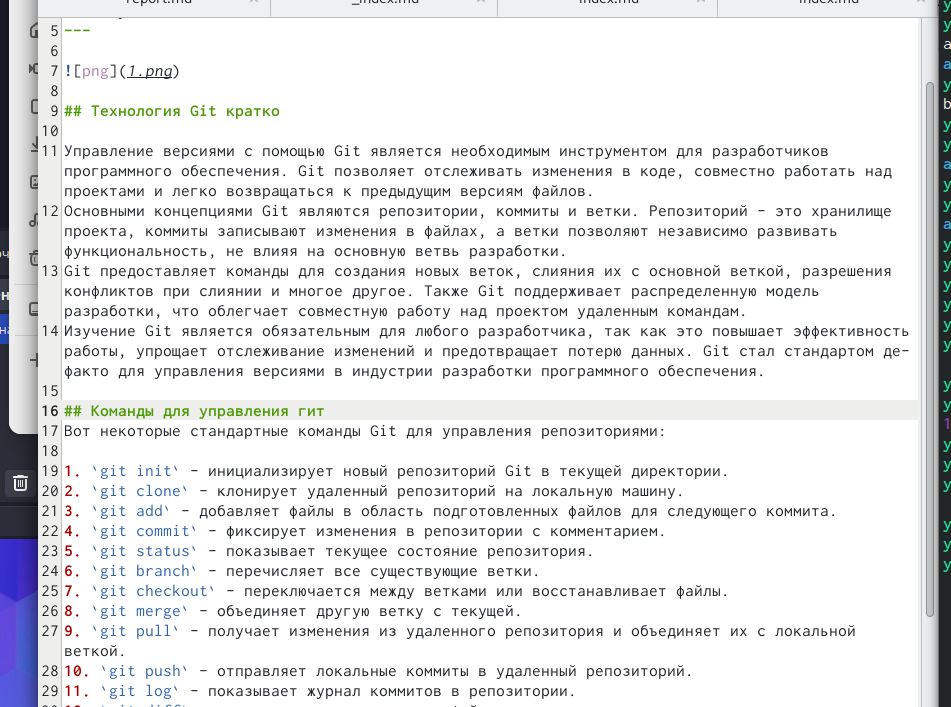 report.md _index.md index.md index.md
5 ---
6
7 ![png](1.png)
8
9 ## Технология Git кратко
10
11 Управление версиями с помощью Git является необходимым инструментом для разработчиков
программного обеспечения. Git позволяет отслеживать изменения в коде, совместно работать над
проектами и легко возвращаться к предыдущим версиям файлов.
12 Основными концепциями Git являются репозитории, коммиты и ветки. Репозиторий - это хранилище
проекта, коммиты записывают изменения в файлах, а ветки позволяют независимо развивать
функциональность, не влияя на основную ветвь разработки.
13 Git предоставляет команды для создания новых веток, слияния их с основной веткой, разрешения
конфликтов при слиянии и многое другое. Также Git поддерживает распределенную модель
разработки, что облегчает совместную работу над проектом удаленным командам.
14 Изучение Git является обязательным для любого разработчика, так как это повышает эффективность
работы, упрощает отслеживание изменений и предотвращает потерю данных. Git стал стандартом де-
факто для управления версиями в индустрии разработки программного обеспечения.
15
16 ## Команды для управления гит
17 Вот некоторые стандартные команды Git для управления репозиториями:
18
19 1. `git init` - инициализирует новый репозиторий Git в текущей директории.
20 2. `git clone` - клонирует удаленный репозиторий на локальную машину.
21 3. `git add` - добавляет файлы в область подготовленных файлов для следующего коммита.
22 4. `git commit` - фиксирует изменения в репозитории с комментарием.
23 5. `git status` - показывает текущее состояние репозитория.
24 6. `git branch` - перечисляет все существующие ветки.
25 7. `git checkout` - переключается между ветками или восстанавливает файлы.
26 8. `git merge` - объединяет другую ветку с текущей.
27 9. `git pull` - получает изменения из удаленного репозитория и объединяет их с локальной
веткой.
28 10. `git push` - отправляет локальные коммиты в удаленный репозиторий.
29 11. `git log` - показывает журнал коммитов в репозитории.